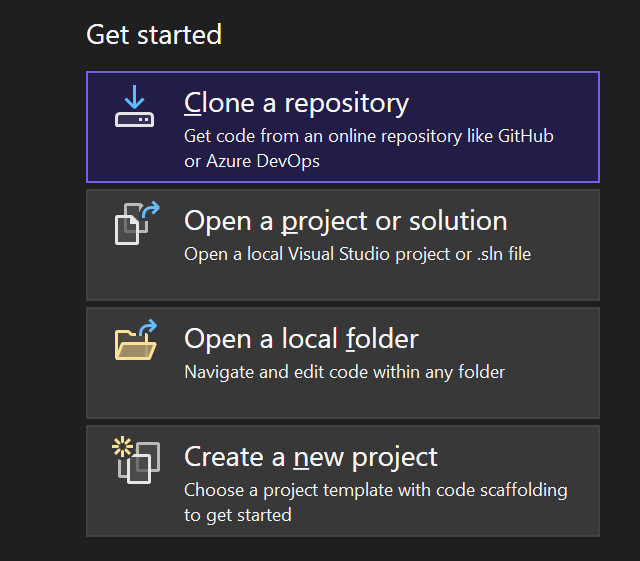 Get started
Clone a repository
Get code from an online repository like GitHub
or Azure DevOps
Open a project or solution
Open a local Visual Studio project or .sln file
Open a local folder
Navigate and edit code within any folder
Create a new project
Choose a project template with code scaffolding
to get started